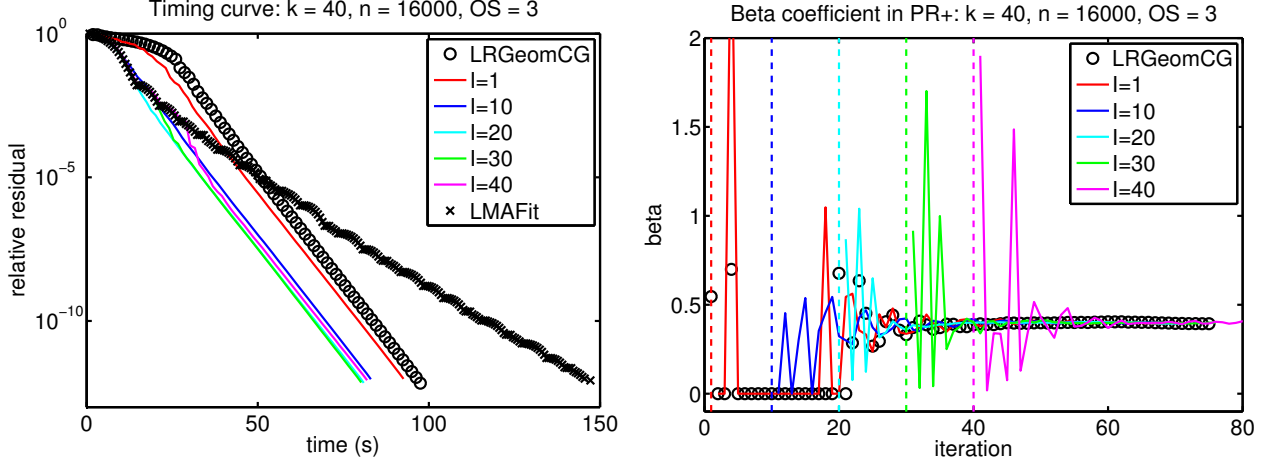 Timing curve: k = 40, n = 16000, OS = 3
10^0
10^-5
10^-10
relative residual
0
50
100
150
time (s)
LRGeomCG
I=1
I=10
I=20
I=30
I=40
LMAFit
Beta coefficient in PR+: k = 40, n = 16000, OS = 3
2
1.5
1
0.5
0
beta
0
20
40
60
80
iteration
LRGeomCG
I=1
I=10
I=20
I=30
I=40